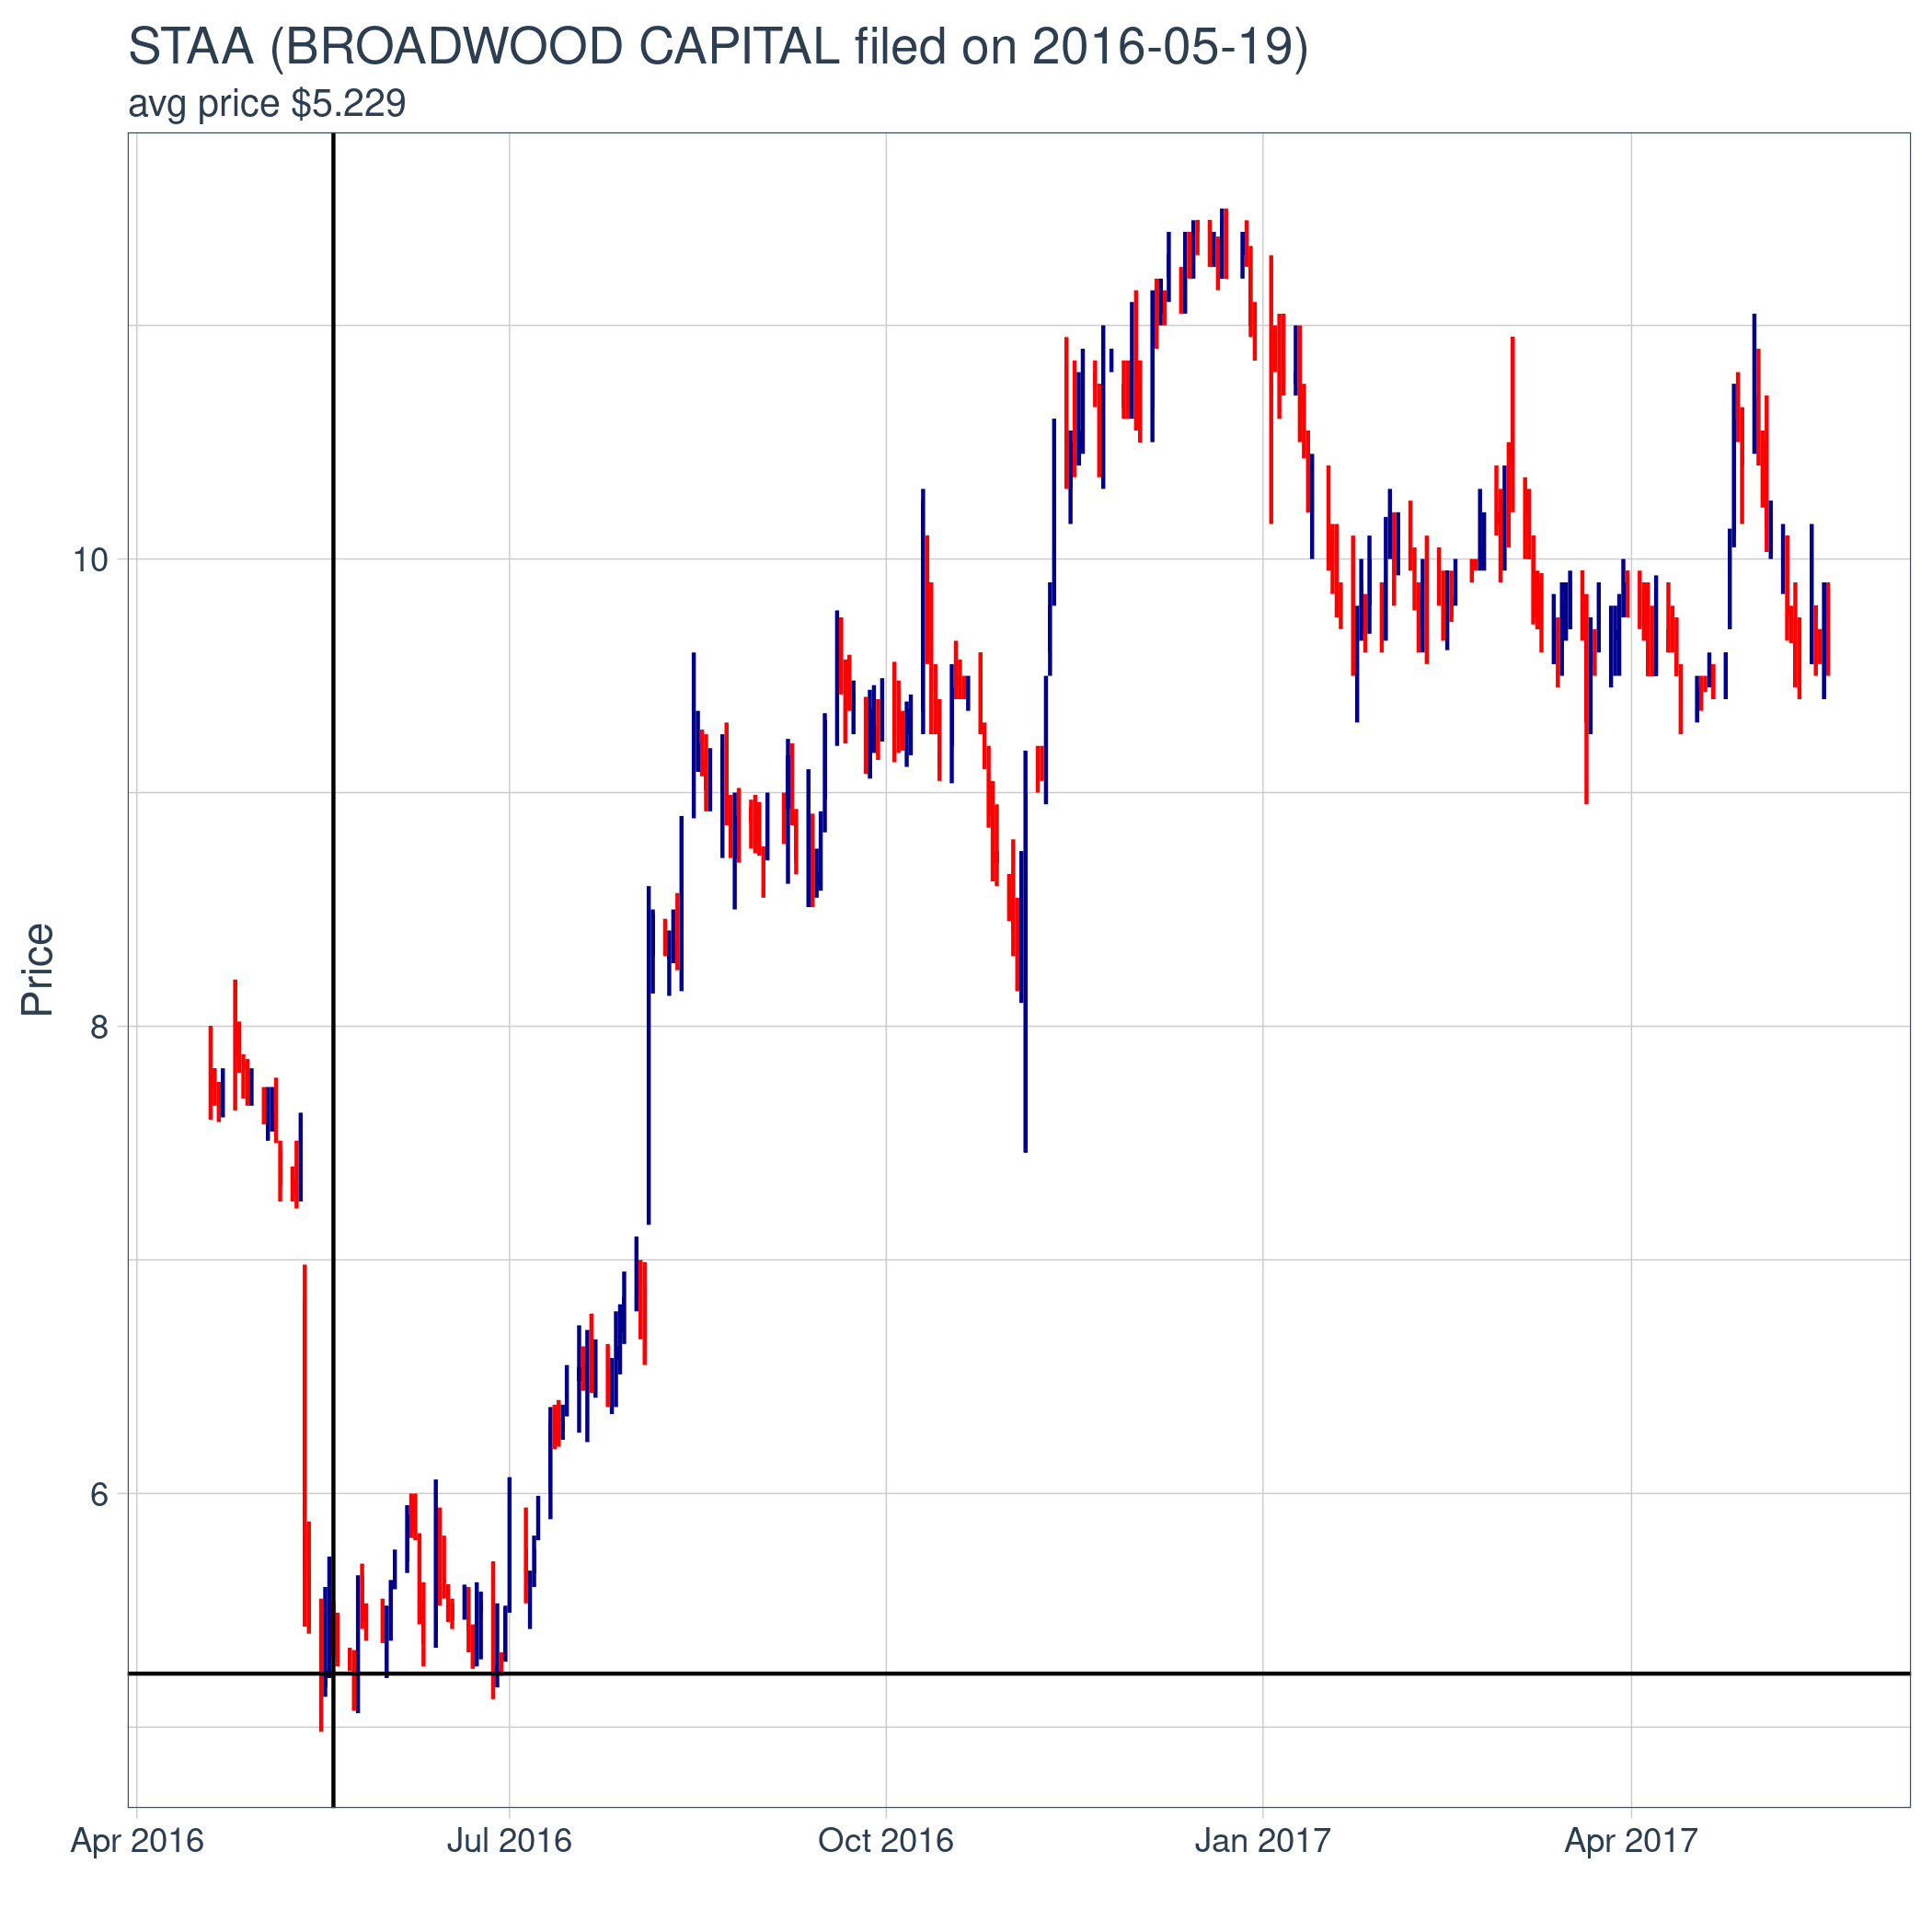 STAA (BROADWOOD CAPITAL filed on 2016-05-19)
avg price $5.229
Price
10
8
6
Apr 2016
Jul 2016
Oct 2016
Jan 2017
Apr 2017